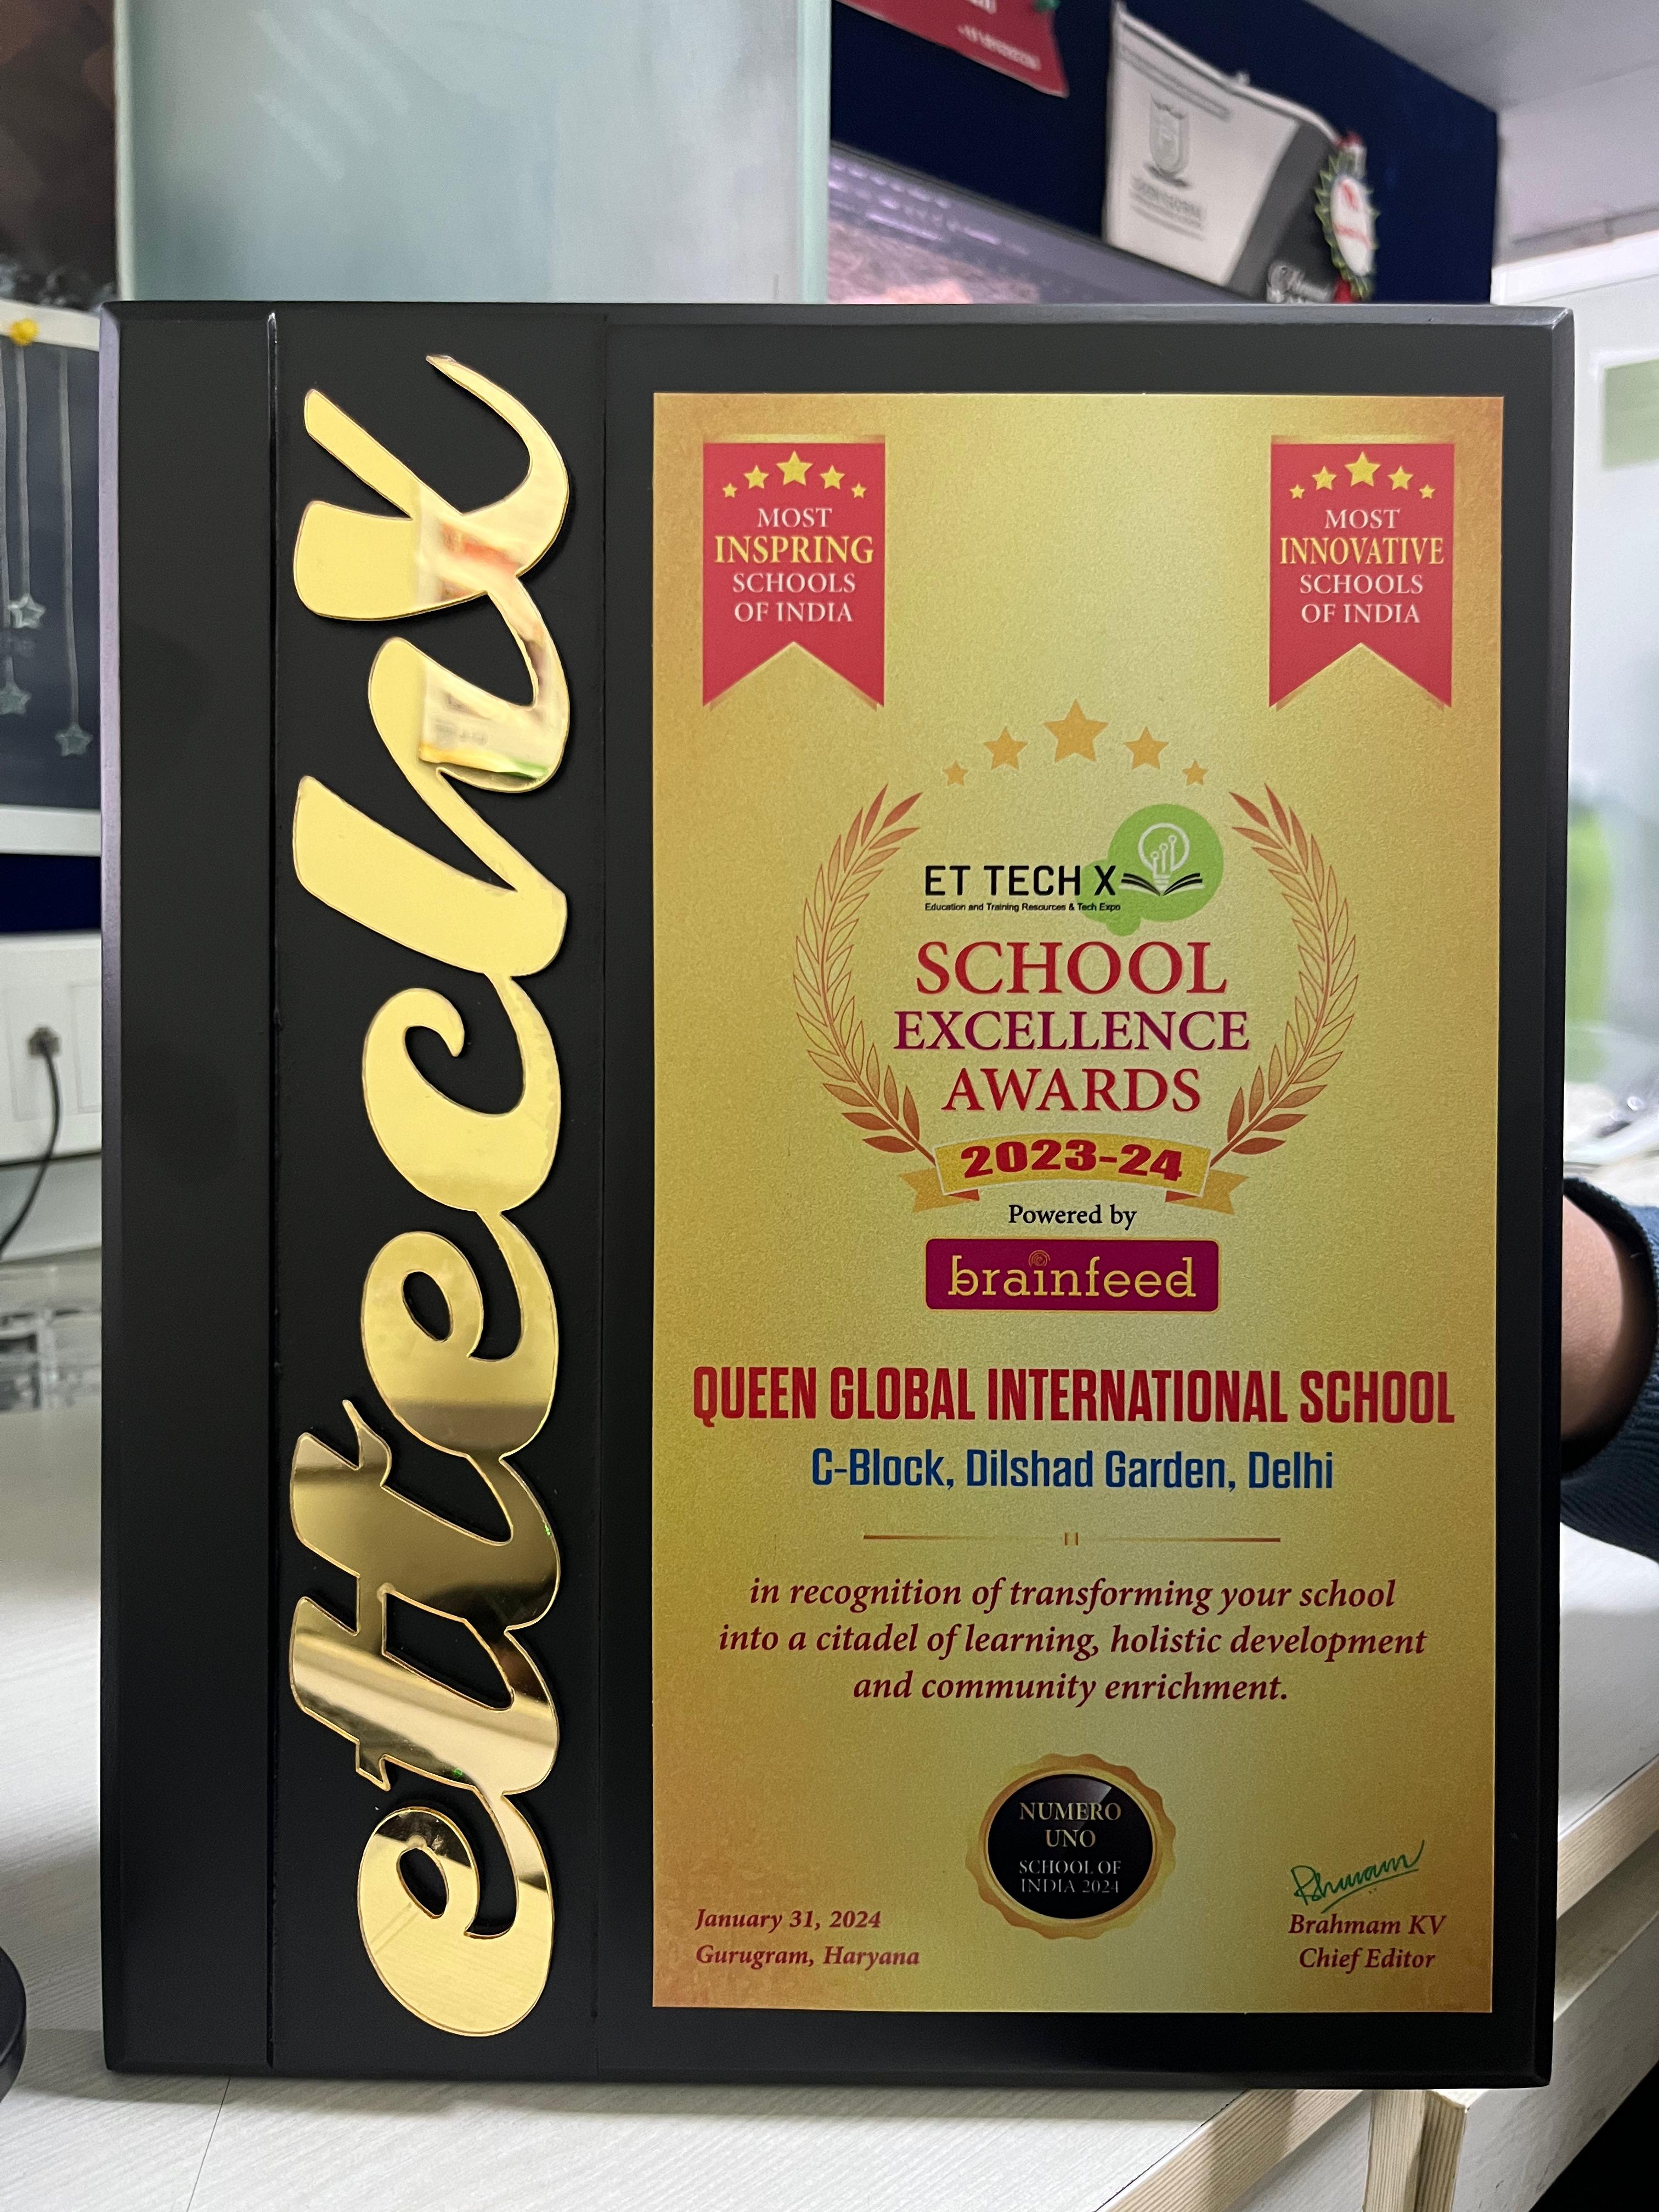 ettechx
MOST
INSPRING
SCHOOLS
OF INDIA
MOST
INNOVATIVE
SCHOOLS
OF INDIA
ET TECH X
Education and Training Resources & Tech Expo
SCHOOL
EXCELLENCE
AWARDS
2023-24
Powered by
brainfeed
QUEEN GLOBAL INTERNATIONAL SCHOOL
C-Block, Dilshad Garden, Delhi
in recognition of transforming your school
into a citadel of learning, holistic development
and community enrichment.
NUMERO
UNO
SCHOOL OF
INDIA 2024
January 31, 2024
Gurugram, Haryana
Brahmam KV
Chief Editor